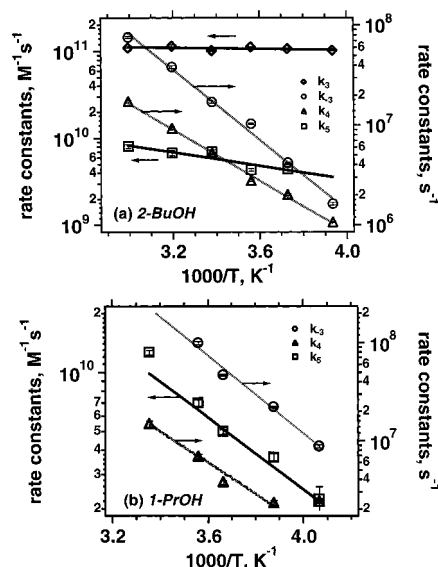 2
10¹¹
6
4
2
10¹⁰
6
4
2
10⁹
rate constants, M⁻¹s⁻¹
10⁸
6
4
2
10⁷
6
4
2
10⁶
rate constants, s⁻¹
k₃
k-₃
k₄
k₅
(a) 2-BuOH
3.2
3.6
4.0
1000/T, K⁻¹
2
10¹⁰
7
6
5
4
3
2
rate constants, M⁻¹s⁻¹
2
10⁸
6
4
2
10⁷
6
4
2
rate constants, s⁻¹
k-₃
k₄
k₅
(b) 1-PrOH
3.2
3.6
4.0
1000/T, K⁻¹